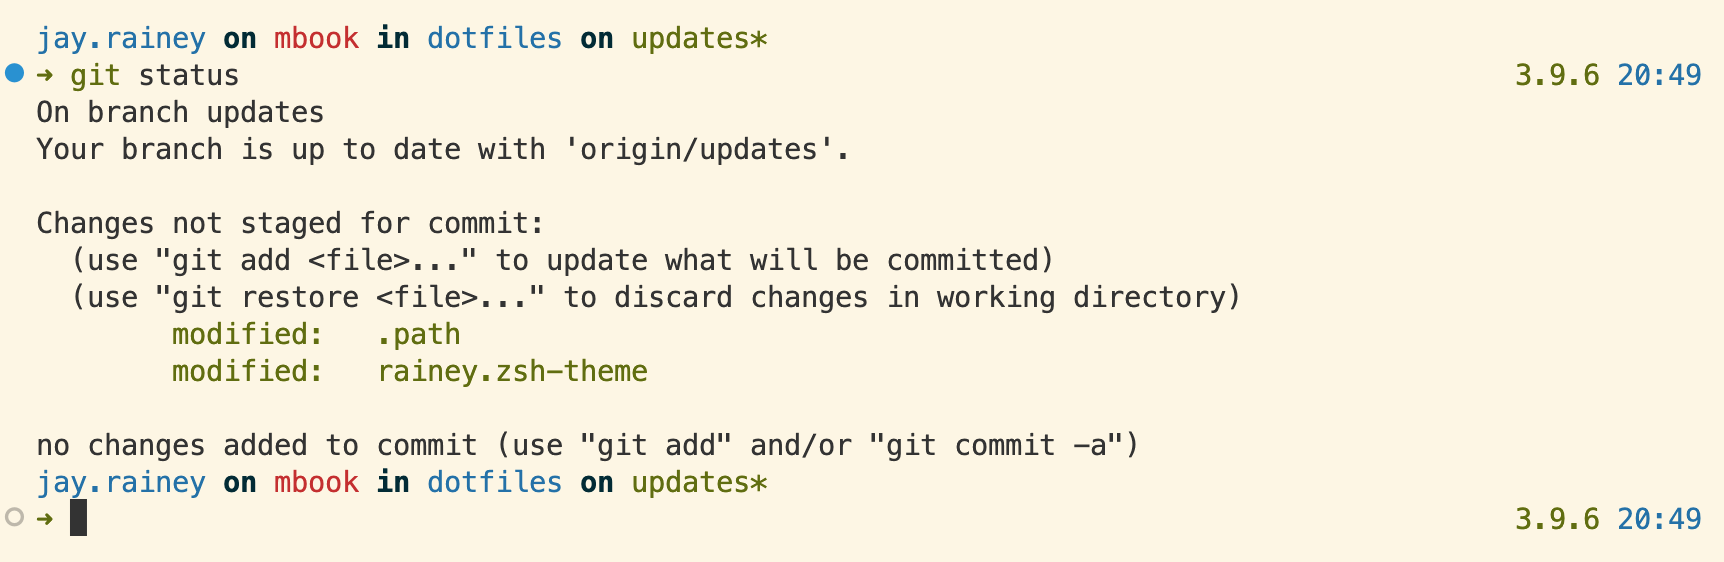 jay.rainey on mbook in dotfiles on updates*
➜ git status 3.9.6 20:49
On branch updates
Your branch is up to date with 'origin/updates'.

Changes not staged for commit:
  (use "git add <file>..." to update what will be committed)
  (use "git restore <file>..." to discard changes in working directory)
        modified:   .path
        modified:   rainey.zsh-theme

no changes added to commit (use "git add" and/or "git commit -a")
jay.rainey on mbook in dotfiles on updates*
➜ 3.9.6 20:49